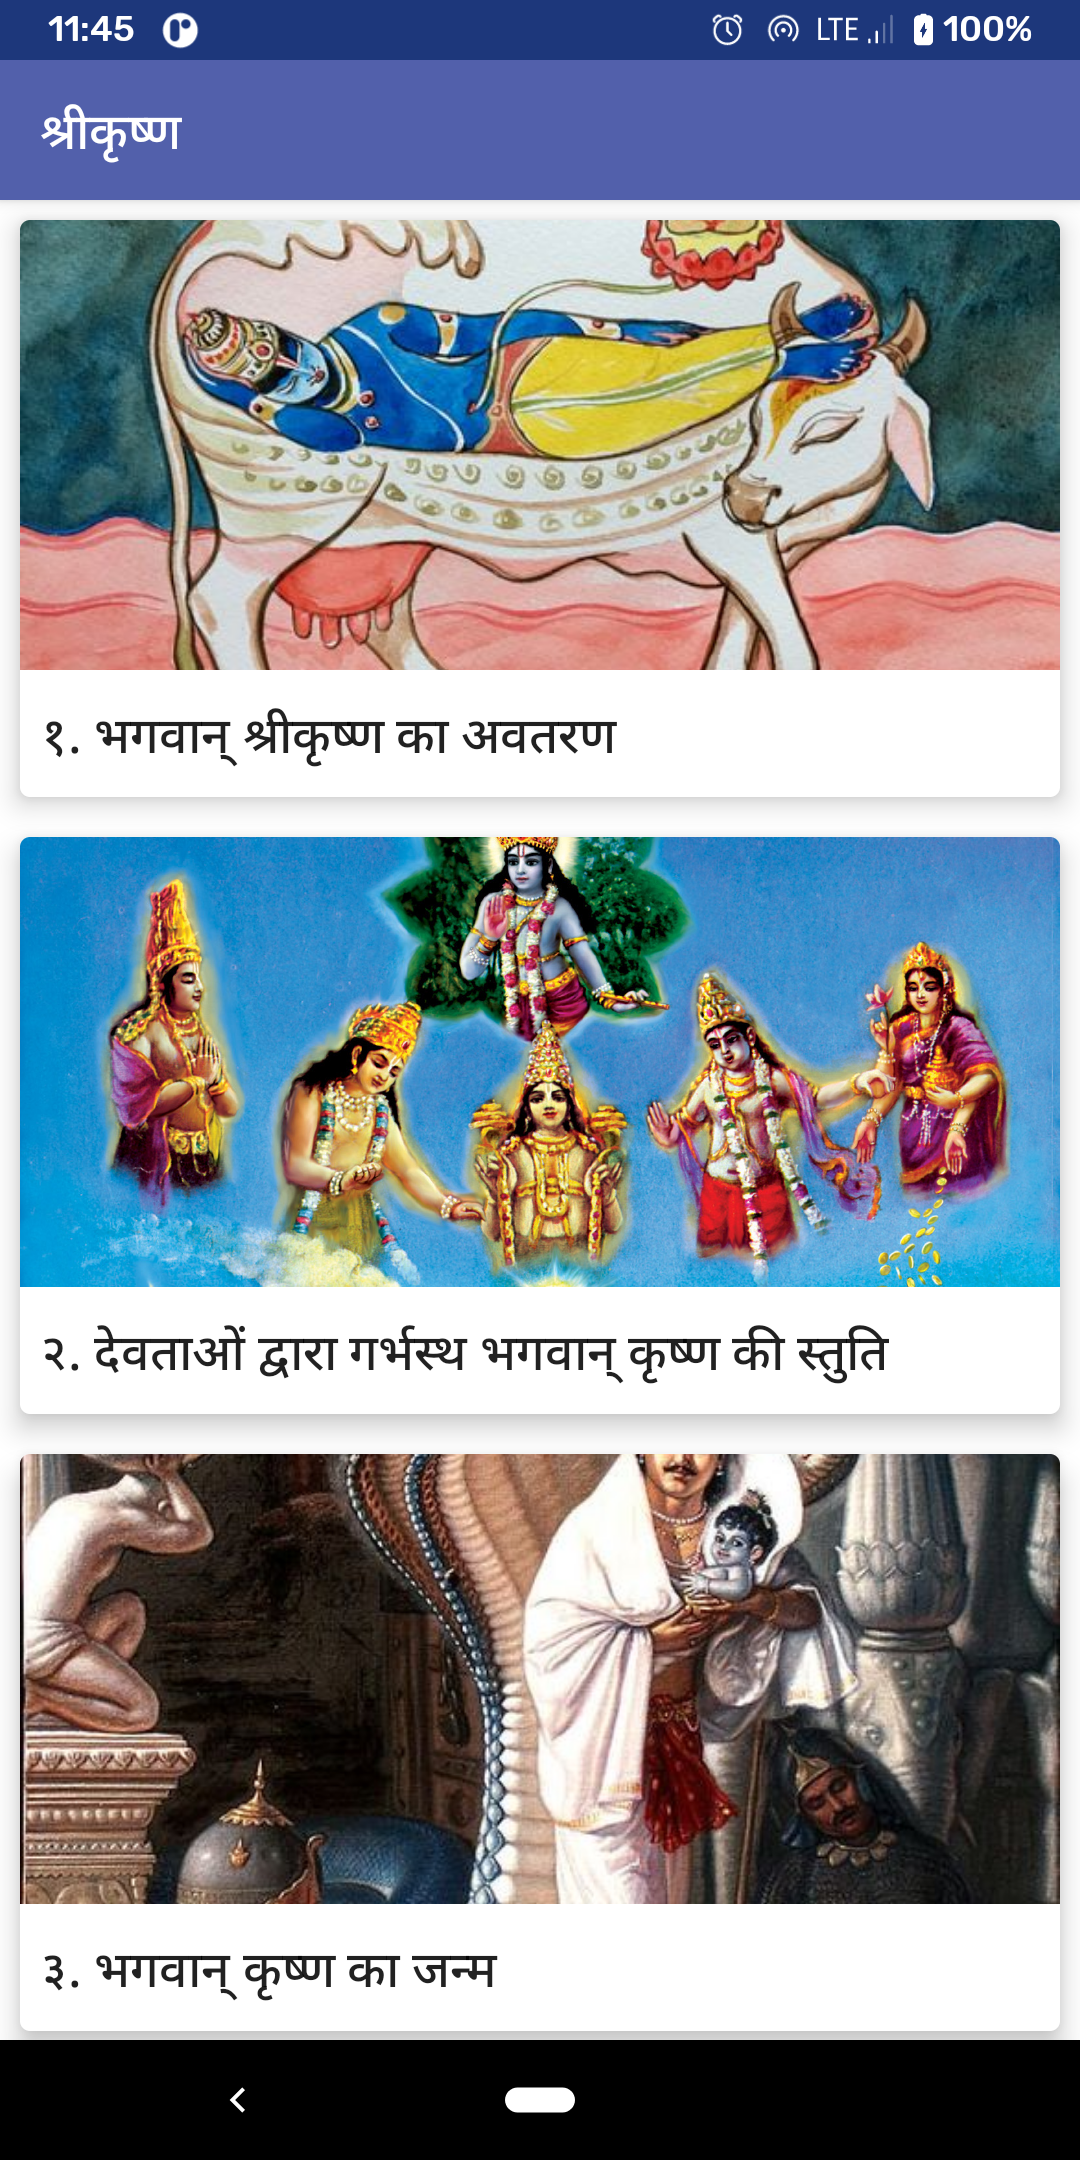 11:45 LTE 100%
श्रीकृष्ण
१. भगवान् श्रीकृष्ण का अवतरण
२. देवताओं द्वारा गर्भस्थ भगवान् कृष्ण की स्तुति
३. भगवान् कृष्ण का जन्म